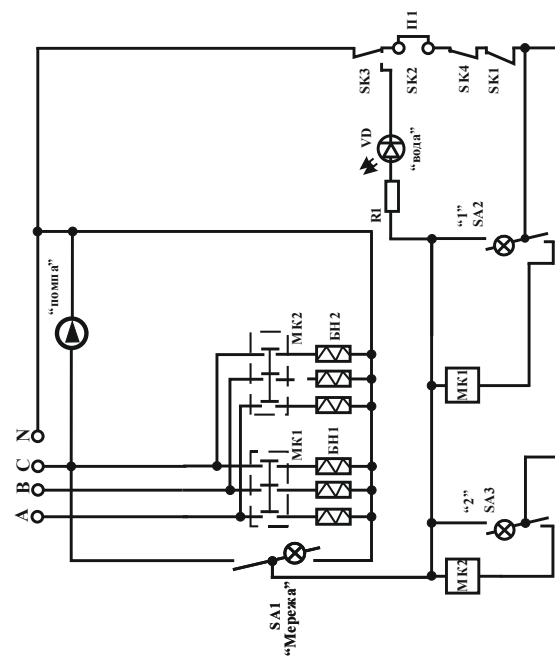 A
B
C
N
“помпа”
SA1
“Мережа”
МК1
БН1
МК2
БН2
R1
VD
“вода”
SK3
SK2
П1
SK4
SK1
“1”
SA2
МК1
“2”
SA3
МК2